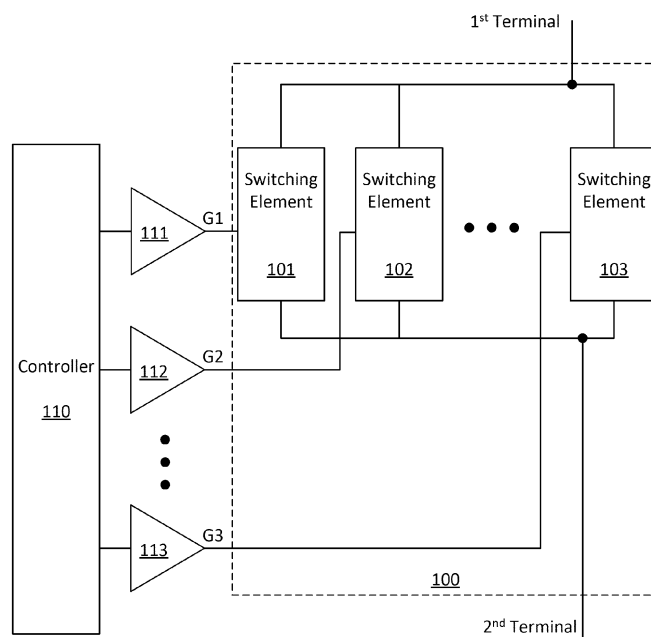 1st Terminal
Switching
Element
101
Switching
Element
102
Switching
Element
103
G1
111
Controller
110
G2
112
G3
113
100
2nd Terminal